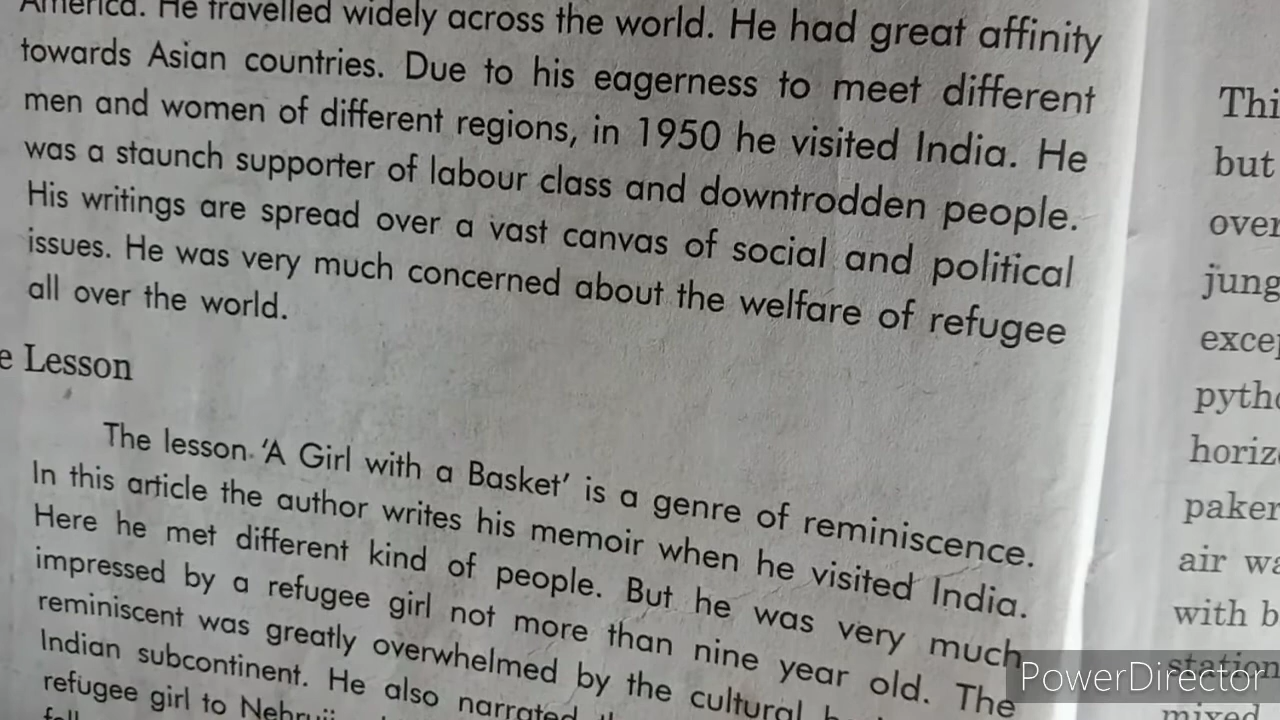 America. He travelled widely across the world. He had great affinity
towards Asian countries. Due to his eagerness to meet different
men and women of different regions, in 1950 he visited India. He
was a staunch supporter of labour class and downtrodden people.
His writings are spread over a vast canvas of social and political
issues. He was very much concerned about the welfare of refugee
all over the world.
Lesson
The lesson 'A Girl with a Basket' is a genre of reminiscence.
In this article the author writes his memoir when he visited India.
Here he met different kind of people. But he was very much
impressed by a refugee girl not more than nine year old. The
reminiscent was greatly overwhelmed by the cultural
Indian subcontinent. He also narrated
refugee girl to Nehruji
but
over
with
station
mixed
PowerDirector